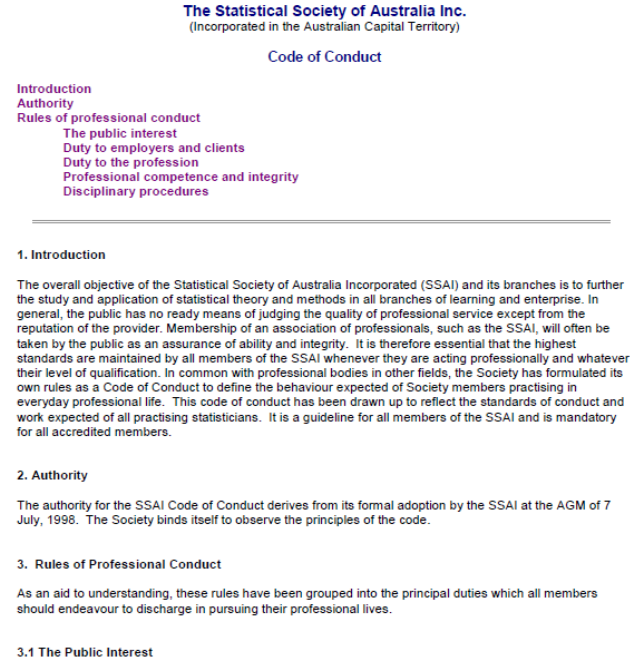 The Statistical Society of Australia Inc.
(Incorporated in the Australian Capital Territory)
Code of Conduct
Introduction
Authority
Rules of professional conduct
The public interest
Duty to employers and clients
Duty to the profession
Professional competence and integrity
Disciplinary procedures
1. Introduction
The overall objective of the Statistical Society of Australia Incorporated (SSAI) and its branches is to further
the study and application of statistical theory and methods in all branches of learning and enterprise. In
general, the public has no ready means of judging the quality of professional service except from the
reputation of the provider. Membership of an association of professionals, such as the SSAI, will often be
taken by the public as an assurance of ability and integrity. It is therefore essential that the highest
standards are maintained by all members of the SSAI whenever they are acting professionally and whatever
their level of qualification. In common with professional bodies in other fields, the Society has formulated its
own rules as a Code of Conduct to define the behaviour expected of Society members practising in
everyday professional life. This code of conduct has been drawn up to reflect the standards of conduct and
work expected of all practising statisticians. It is a guideline for all members of the SSAI and is mandatory
for all accredited members.
2. Authority
The authority for the SSAI Code of Conduct derives from its formal adoption by the SSAI at the AGM of 7
July, 1998. The Society binds itself to observe the principles of the code.
3. Rules of Professional Conduct
As an aid to understanding, these rules have been grouped into the principal duties which all members
should endeavour to discharge in pursuing their professional lives.
3.1 The Public Interest